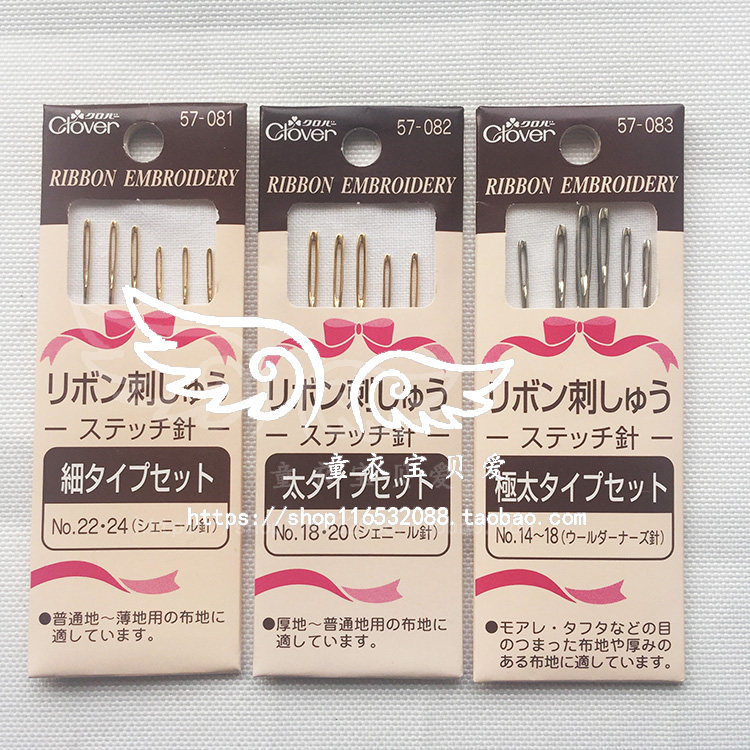 クロバー
Clover
57-081
RIBBON EMBROIDERY
リボン刺しゅう
ステッチ針
細タイプセット
No.22・24(シェニール針)
●普通地〜薄地用の布地に
適しています。
クロバー
Clover
57-082
RIBBON EMBROIDERY
リボン刺しゅう
ステッチ針
太タイプセット
No.18・20(シェニール針)
●厚地〜普通地用の布地に
適しています。
クロバー
Clover
57-083
RIBBON EMBROIDERY
リボン刺しゅう
ステッチ針
極太タイプセット
No.14〜18(ウールダーナーズ針)
●モアレ・タフタなどの目
のつまった布地や厚みの
ある布地に適しています。
童衣宝贝爱
https://shop116532088.taobao.com